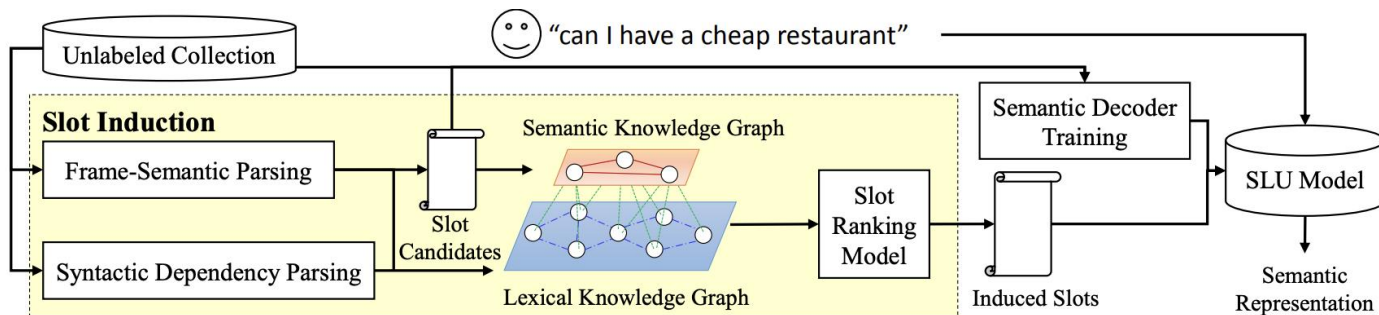 Unlabeled Collection
“can I have a cheap restaurant”
Slot Induction
Frame-Semantic Parsing
Syntactic Dependency Parsing
Slot
Candidates
Semantic Knowledge Graph
Lexical Knowledge Graph
Slot
Ranking
Model
Semantic Decoder
Training
Induced Slots
SLU Model
Semantic
Representation